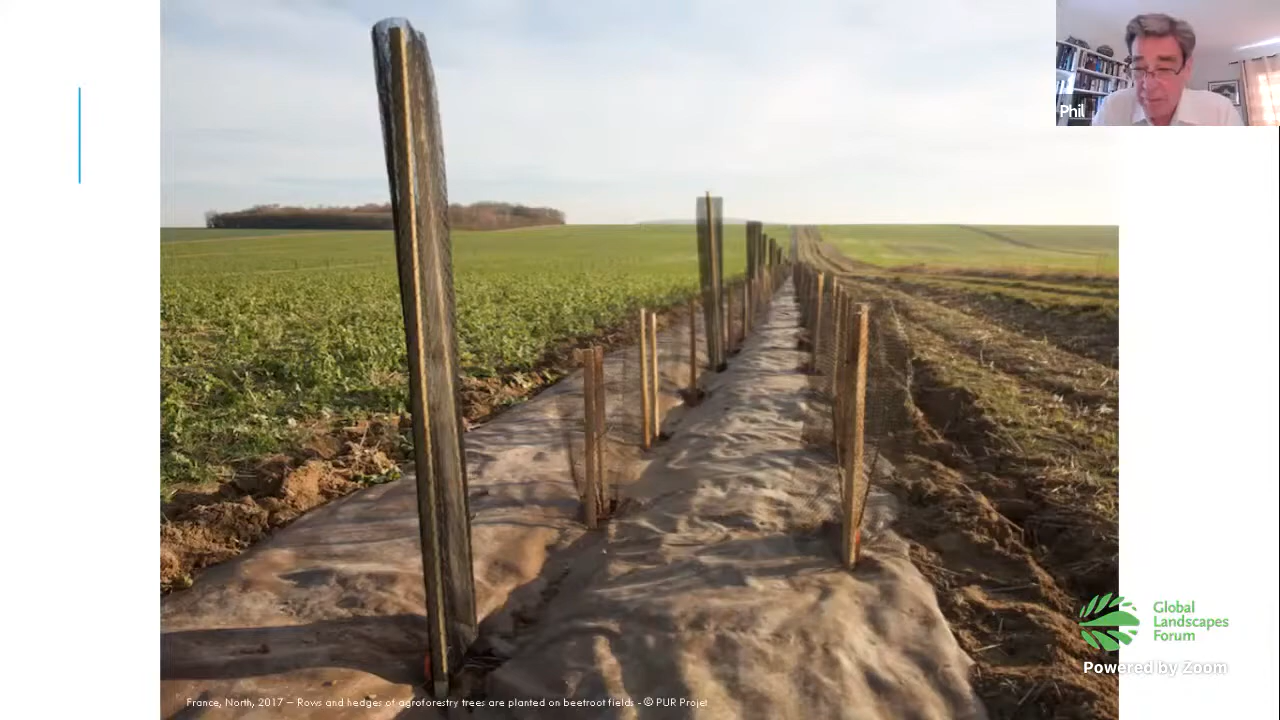 Phil
Global
Landscapes
Forum
Powered by Zoom
France, North, 2017 – Rows and hedges of agroforestry trees are planted on beetroot fields - © PUR Projet